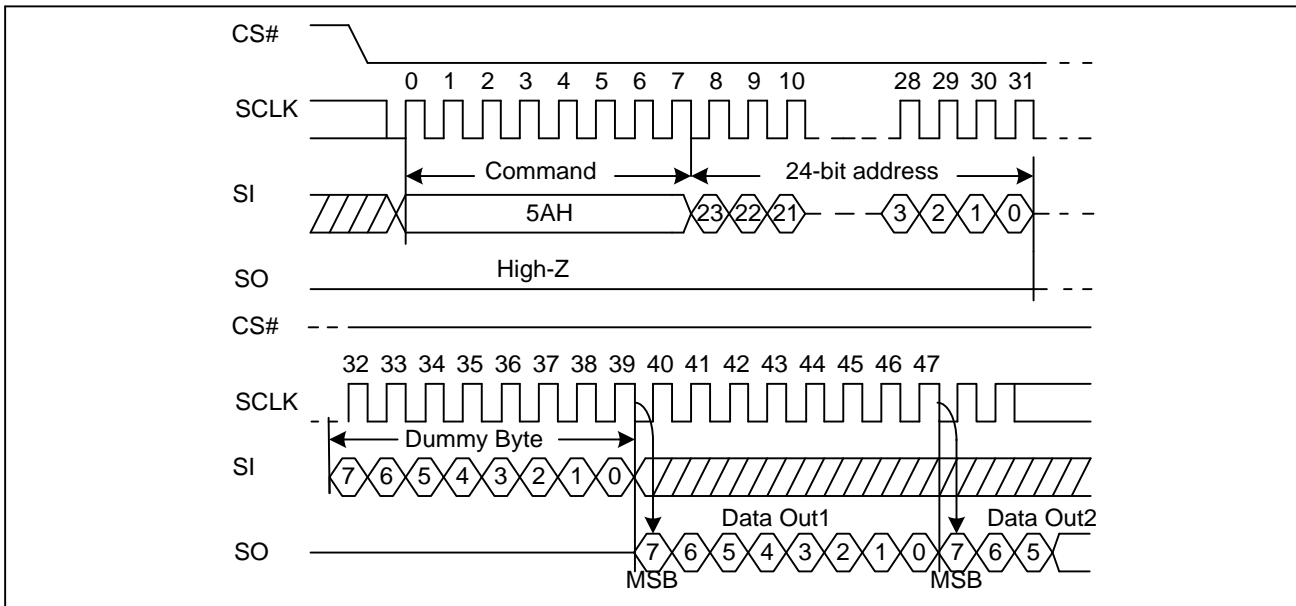 CS#
0 1 2 3 4 5 6 7 8 9 10 28 29 30 31
SCLK
Command 24-bit address
SI
5AH 23 22 21 3 2 1 0
High-Z
SO
CS#
32 33 34 35 36 37 38 39 40 41 42 43 44 45 46 47
SCLK
Dummy Byte
SI
7 6 5 4 3 2 1 0
Data Out1 Data Out2
SO
7 6 5 4 3 2 1 0 7 6 5
MSB MSB